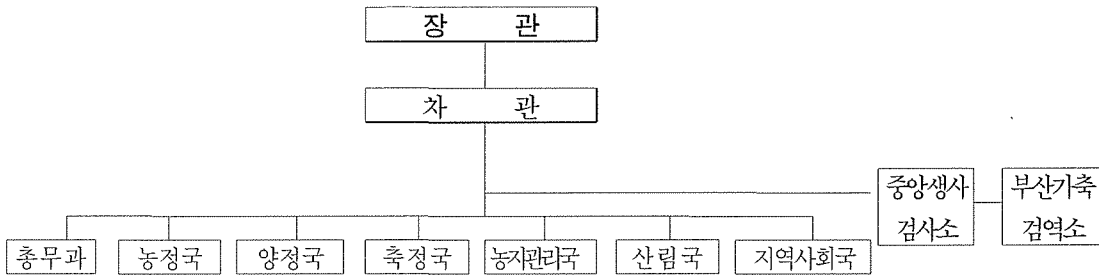 장 관
차 관
중앙생사
검사소
부산가축
검역소
총무과
농정국
양정국
축정국
농지관리국
산림국
지역사회국